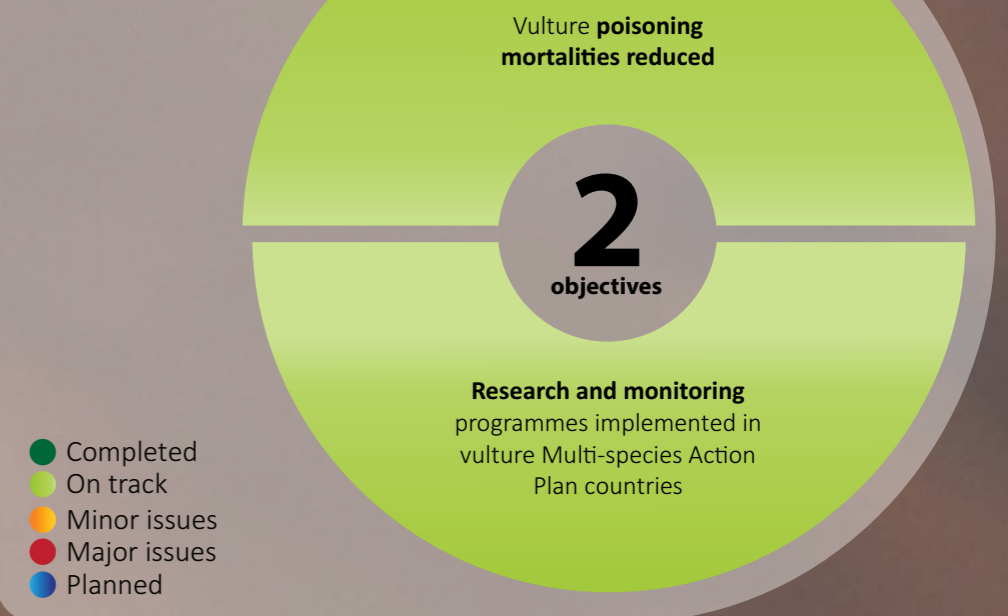 Vulture poisoning
mortalities reduced
2
objectives
Research and monitoring
programmes implemented in
vulture Multi-species Action
Plan countries
Completed
On track
Minor issues
Major issues
Planned